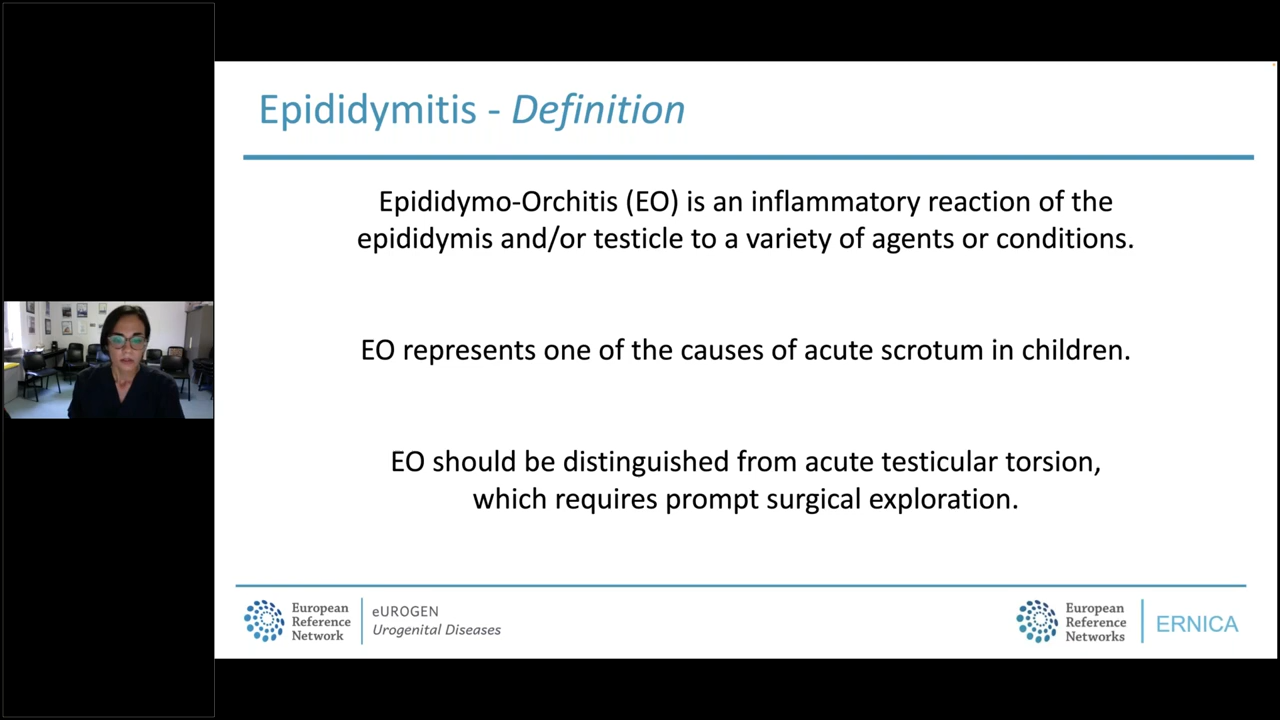 Epididymitis - Definition
Epididymo-Orchitis (EO) is an inflammatory reaction of the
epididymis and/or testicle to a variety of agents or conditions.
EO represents one of the causes of acute scrotum in children.
EO should be distinguished from acute testicular torsion,
which requires prompt surgical exploration.
European
Reference
Network
eUROGEN
Urogenital Diseases
European
Reference
Networks
ERNICA